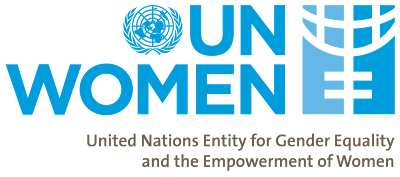 UN
WOMEN
United Nations Entity for Gender Equality
and the Empowerment of Women